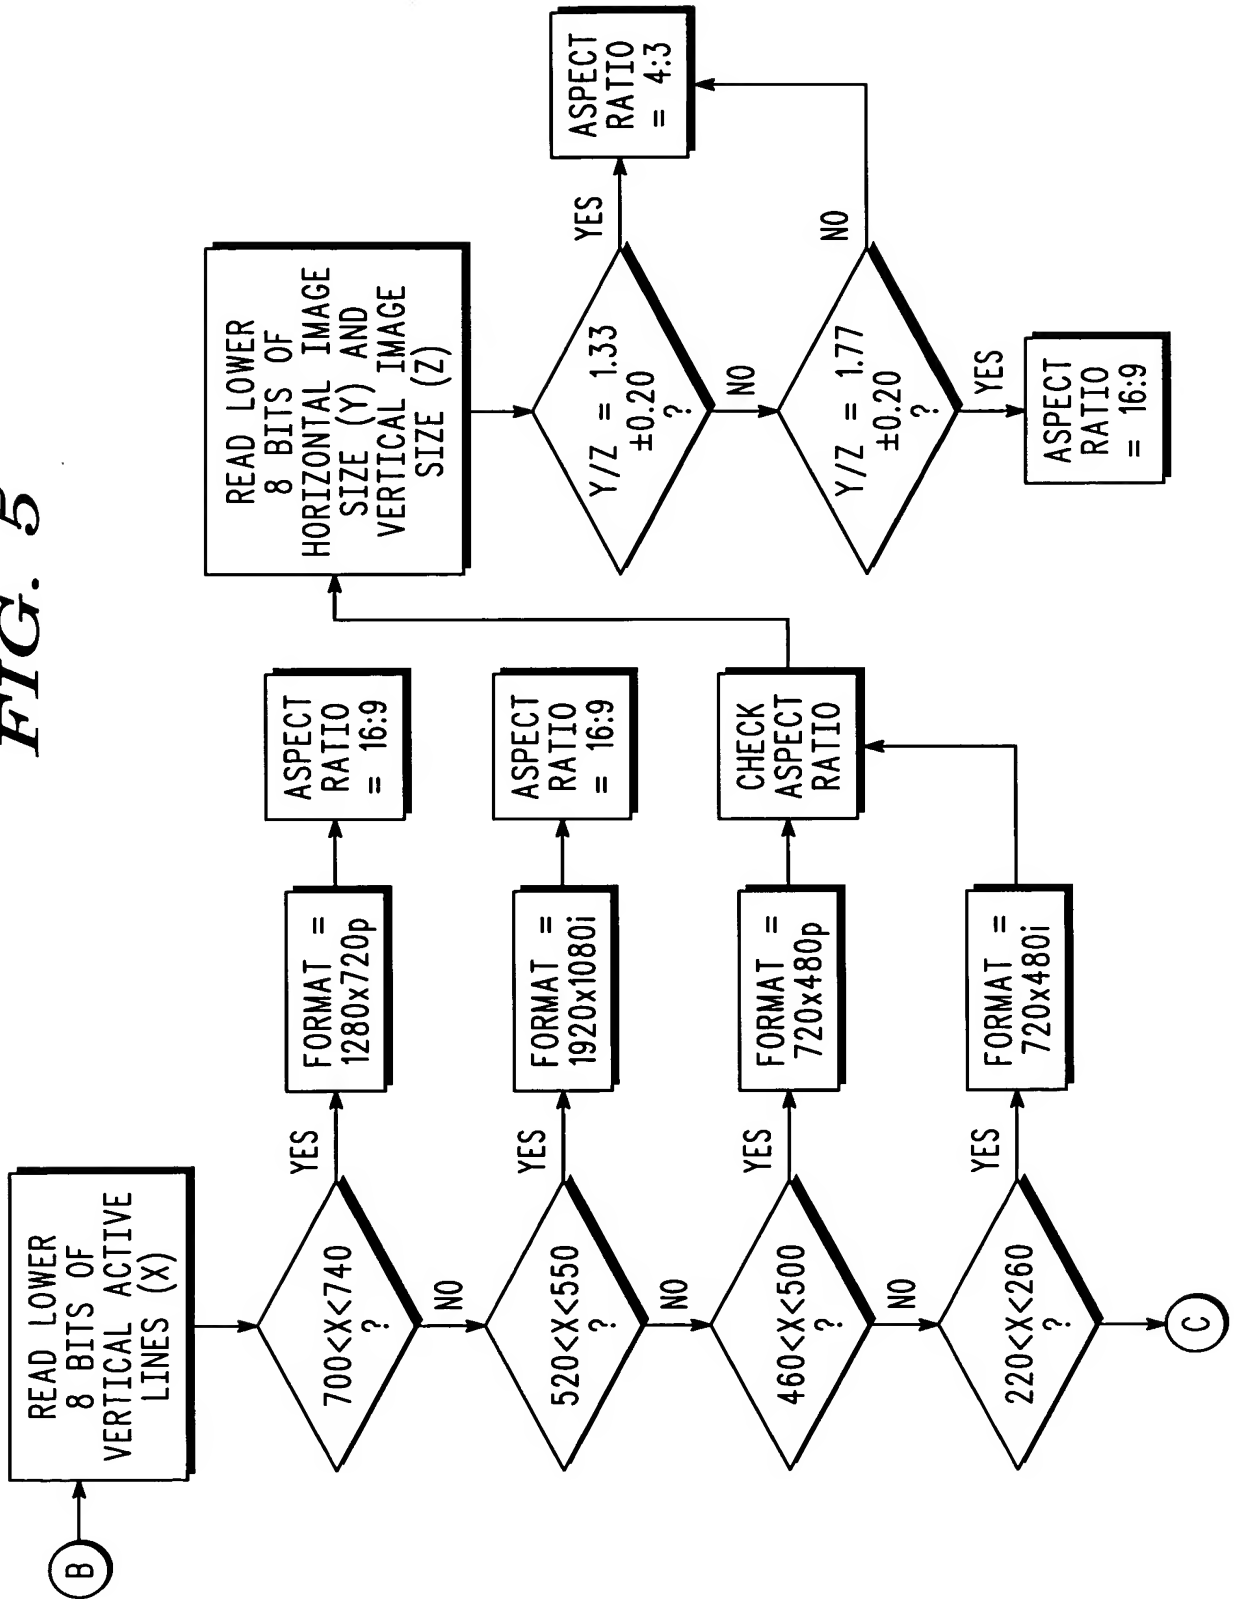 FIG. 5
B
READ LOWER
8 BITS OF
VERTICAL ACTIVE
LINES (X)
700<X<740
?
YES
FORMAT =
1280x720p
ASPECT
RATIO
= 16:9
NO
520<X<550
?
YES
FORMAT =
1920x1080i
ASPECT
RATIO
= 16:9
NO
460<X<500
?
YES
FORMAT =
720x480p
CHECK
ASPECT
RATIO
NO
220<X<260
?
YES
FORMAT =
720x480i
C
READ LOWER
8 BITS OF
HORIZONTAL IMAGE
SIZE (Y) AND
VERTICAL IMAGE
SIZE (Z)
Y/Z = 1.33
±0.20
?
YES
ASPECT
RATIO
= 4:3
NO
Y/Z = 1.77
±0.20
?
NO
YES
ASPECT
RATIO
= 16:9